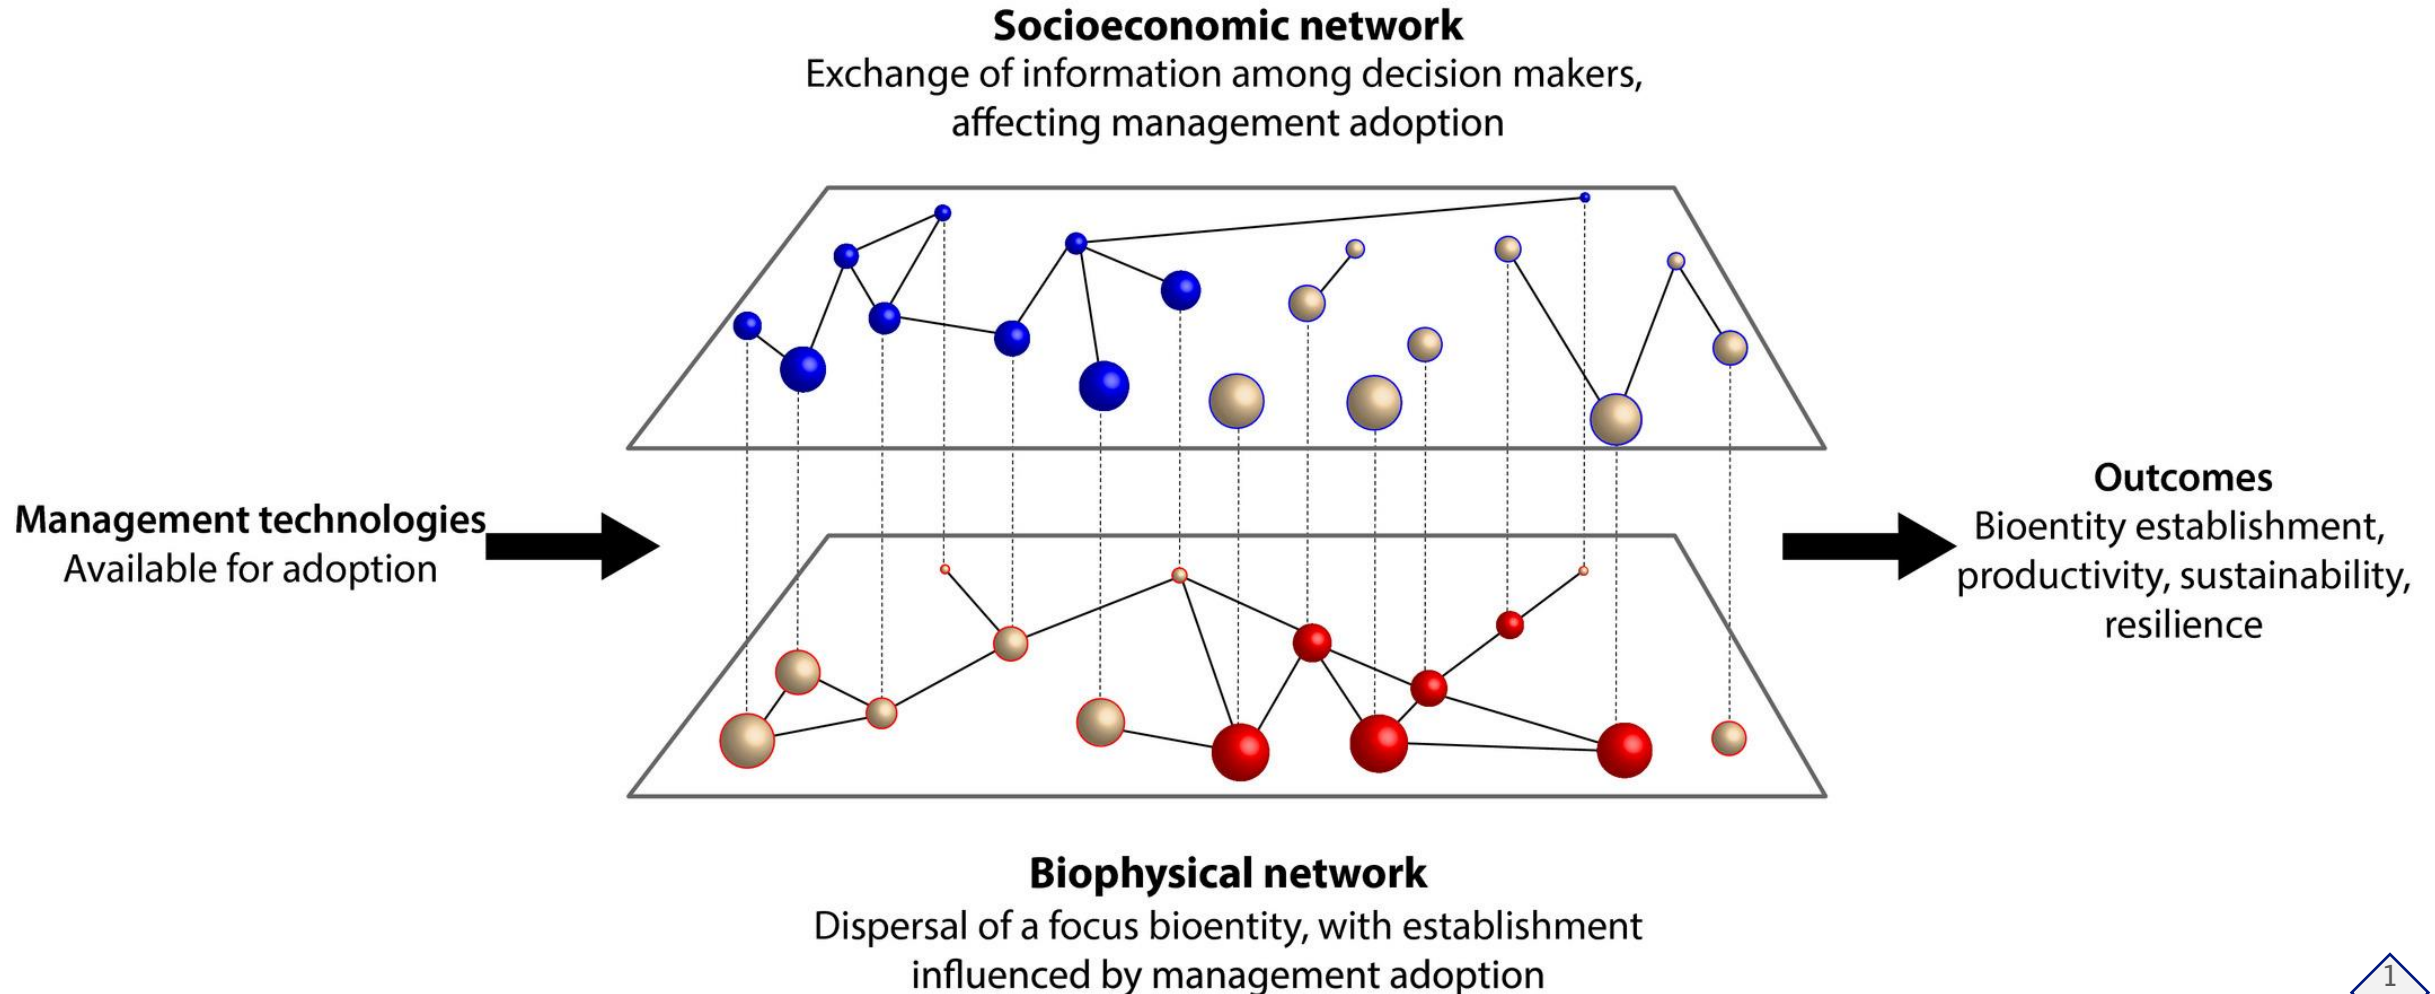 Socioeconomic network
Exchange of information among decision makers,
affecting management adoption
Management technologies
Available for adoption
Outcomes
Bioentity establishment,
productivity, sustainability,
resilience
Biophysical network
Dispersal of a focus bioentity, with establishment
influenced by management adoption
1